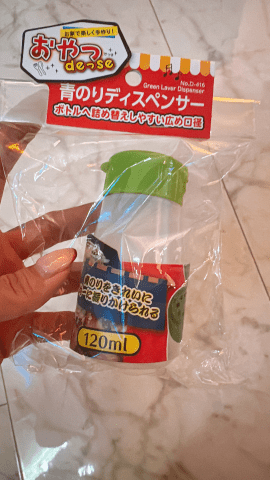 お家で楽しく手作り!
おやつ
de~se
No.D-416
Green Laver Dispenser
青のりディスペンサー
ボトルへ詰め替えしやすい広め口径
青のりをきれいに
に振りかけられる
120ml